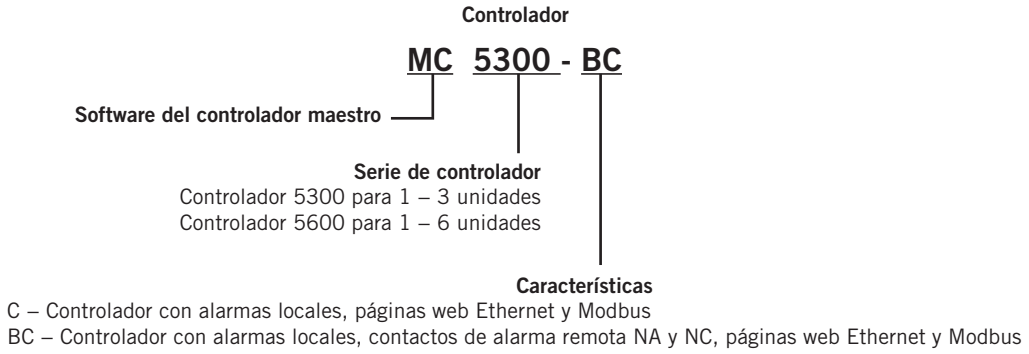 Controlador
MC 5300 - BC
Software del controlador maestro
Serie de controlador
Controlador 5300 para 1 – 3 unidades
Controlador 5600 para 1 – 6 unidades
Características
C – Controlador con alarmas locales, páginas web Ethernet y Modbus
BC – Controlador con alarmas locales, contactos de alarma remota NA y NC, páginas web Ethernet y Modbus